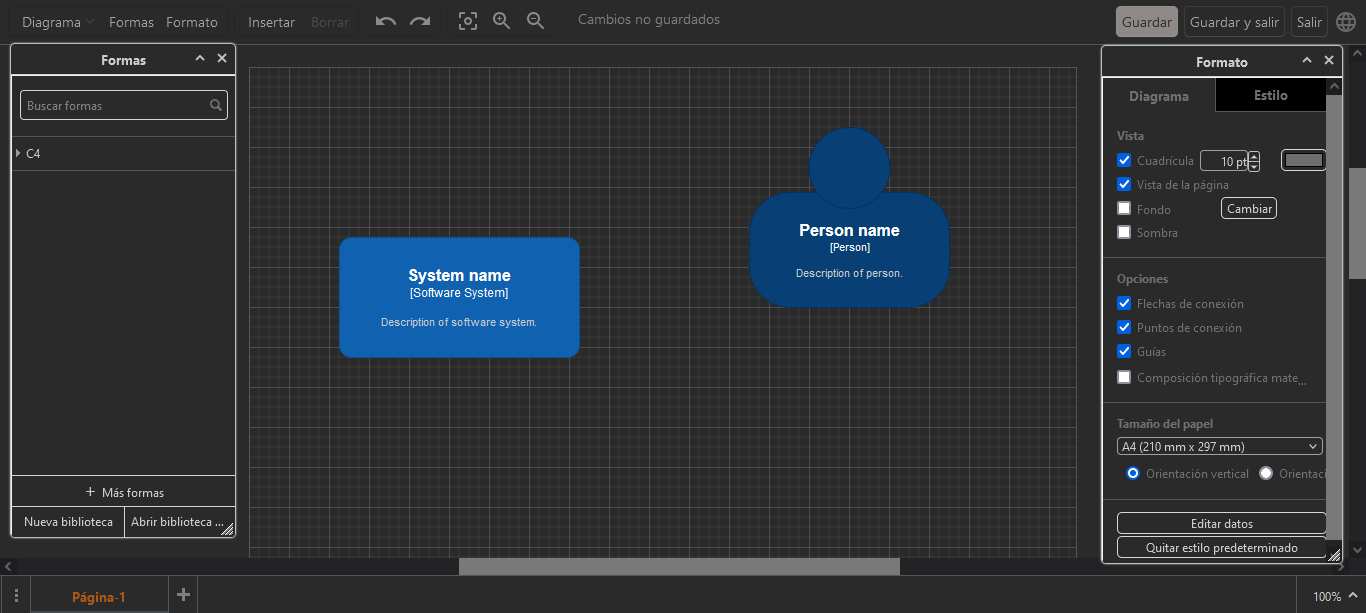 Diagrama Formas Formato Insertar Borrar Cambios no guardados Guardar Guardar y salir Salir
Formas
Buscar formas
C4
+ Más formas
Nueva biblioteca Abrir biblioteca ...
System name
[Software System]
Description of software system.
Person name
[Person]
Description of person.
Formato
Diagrama Estilo
Vista
Cuadrícula 10 pt
Vista de la página
Fondo Cambiar
Sombra
Opciones
Flechas de conexión
Puntos de conexión
Guías
Composición tipográfica mate...
Tamaño del papel
A4 (210 mm x 297 mm)
Orientación vertical Orientaci
Editar datos
Quitar estilo predeterminado
Página-1 100%